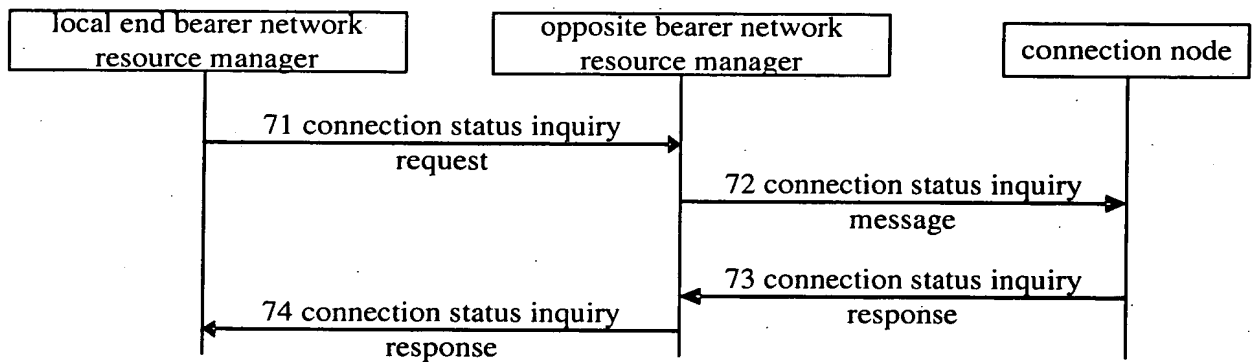 local end bearer network
resource manager
opposite bearer network
resource manager
connection node
71 connection status inquiry
request
72 connection status inquiry
message
73 connection status inquiry
response
74 connection status inquiry
response